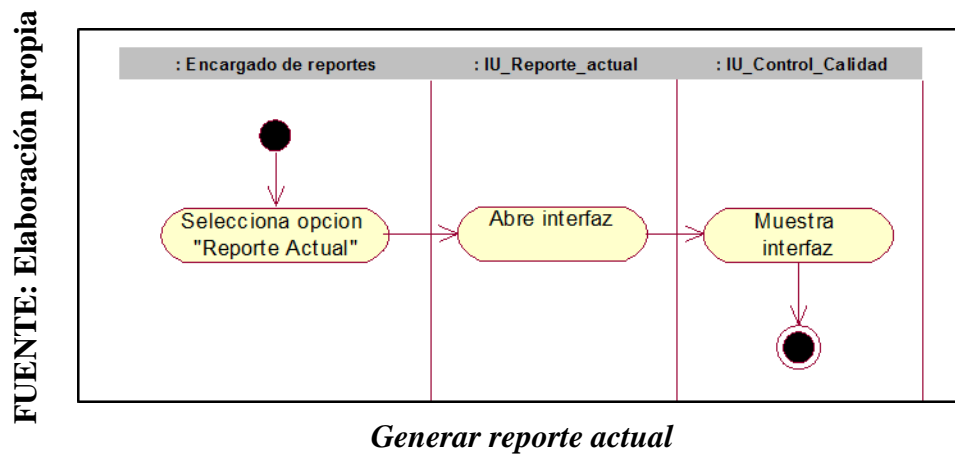 FUENTE: Elaboración propia
: Encargado de reportes
: IU_Reporte_actual
: IU_Control_Calidad
Selecciona opcion
"Reporte Actual"
Abre interfaz
Muestra
interfaz
Generar reporte actual